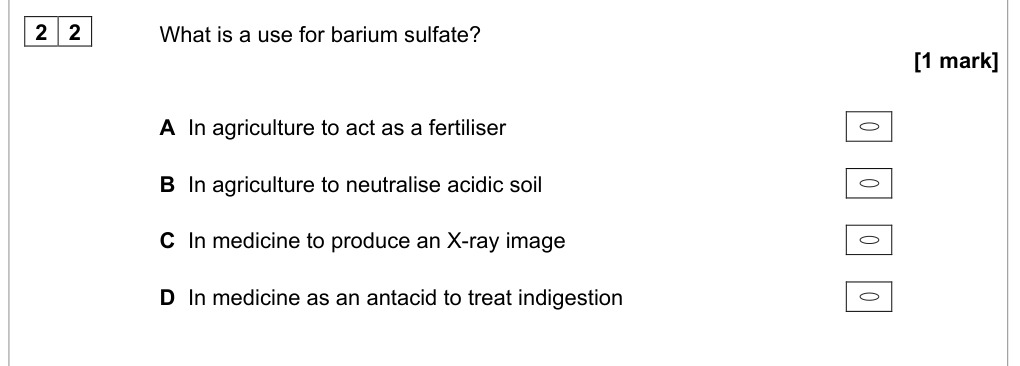 2 2 What is a use for barium sulfate?
[1 mark]
A In agriculture to act as a fertiliser
B In agriculture to neutralise acidic soil
C In medicine to produce an X-ray image
D In medicine as an antacid to treat indigestion